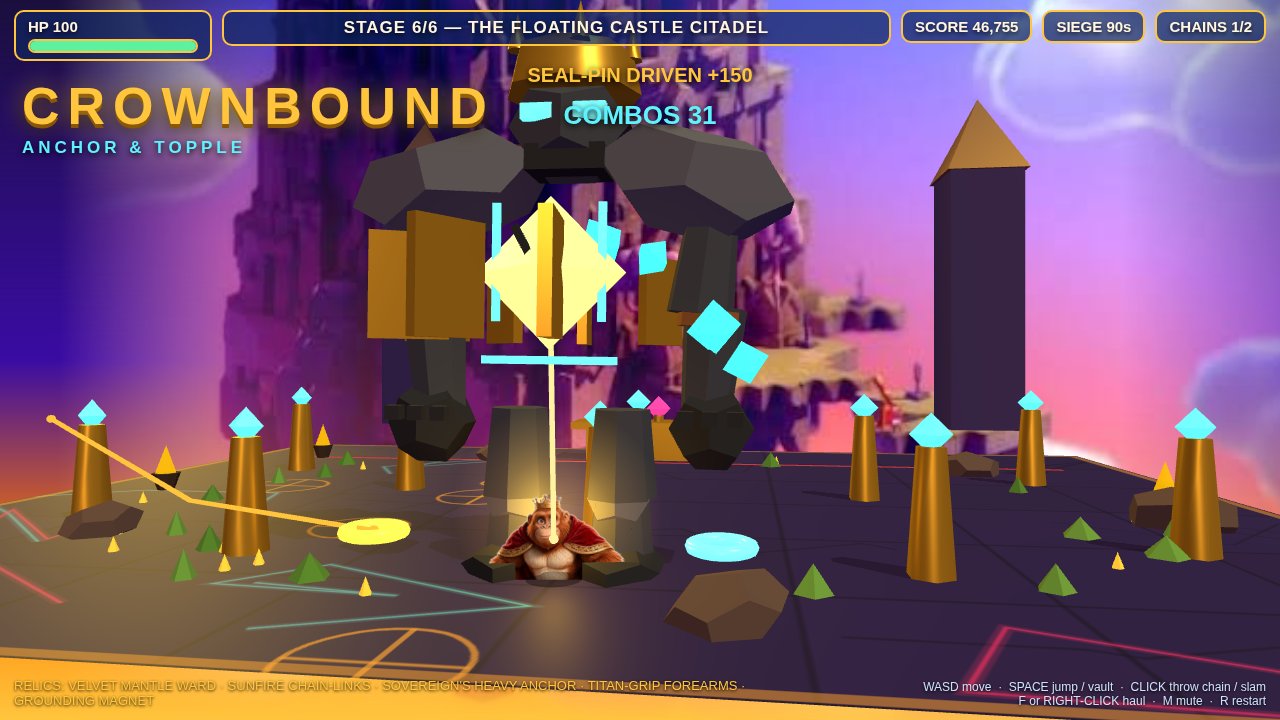 HP 100
STAGE 6/6 — THE FLOATING CASTLE CITADEL
SCORE 46,755
SIEGE 90s
CHAINS 1/2
SEAL-PIN DRIVEN +150
COMBOS 31
CROWNBOUND
ANCHOR & TOPPLE
RELICS: VELVET MANTLE WARD · SUNFIRE CHAIN-LINKS · SOVEREIGN'S HEAVY ANCHOR · TITAN-GRIP FOREARMS ·
GROUNDING MAGNET
WASD move · SPACE jump / vault · CLICK throw chain / slam
F or RIGHT-CLICK haul · M mute · R restart